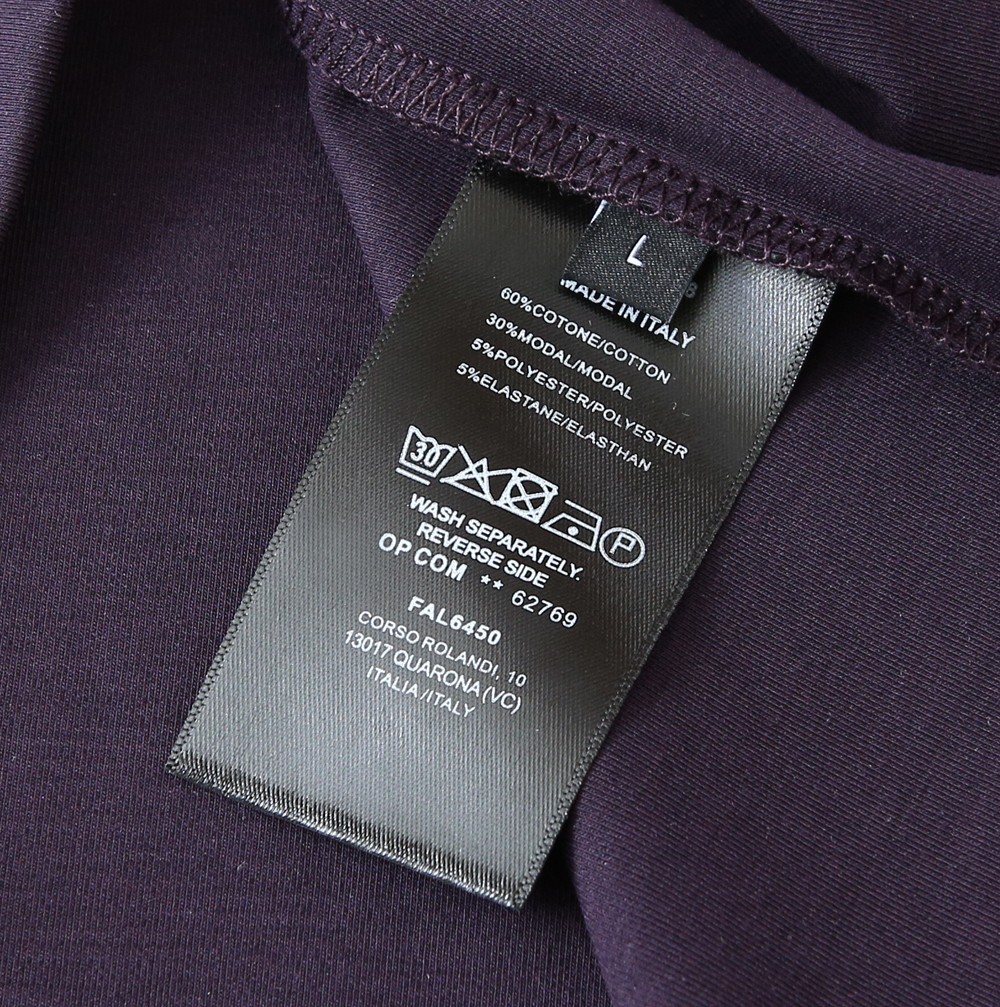 L
8
MADE IN ITALY
60%COTONE/COTTON
30%MODAL/MODAL
5%POLYESTER/POLYESTER
5%ELASTANE/ELASTHAN
30 P
WASH SEPARATELY.
REVERSE SIDE
OP COM ** 62769
FAL6450
CORSO ROLANDI, 10
13017 QUARONA (VC)
ITALIA/ITALY